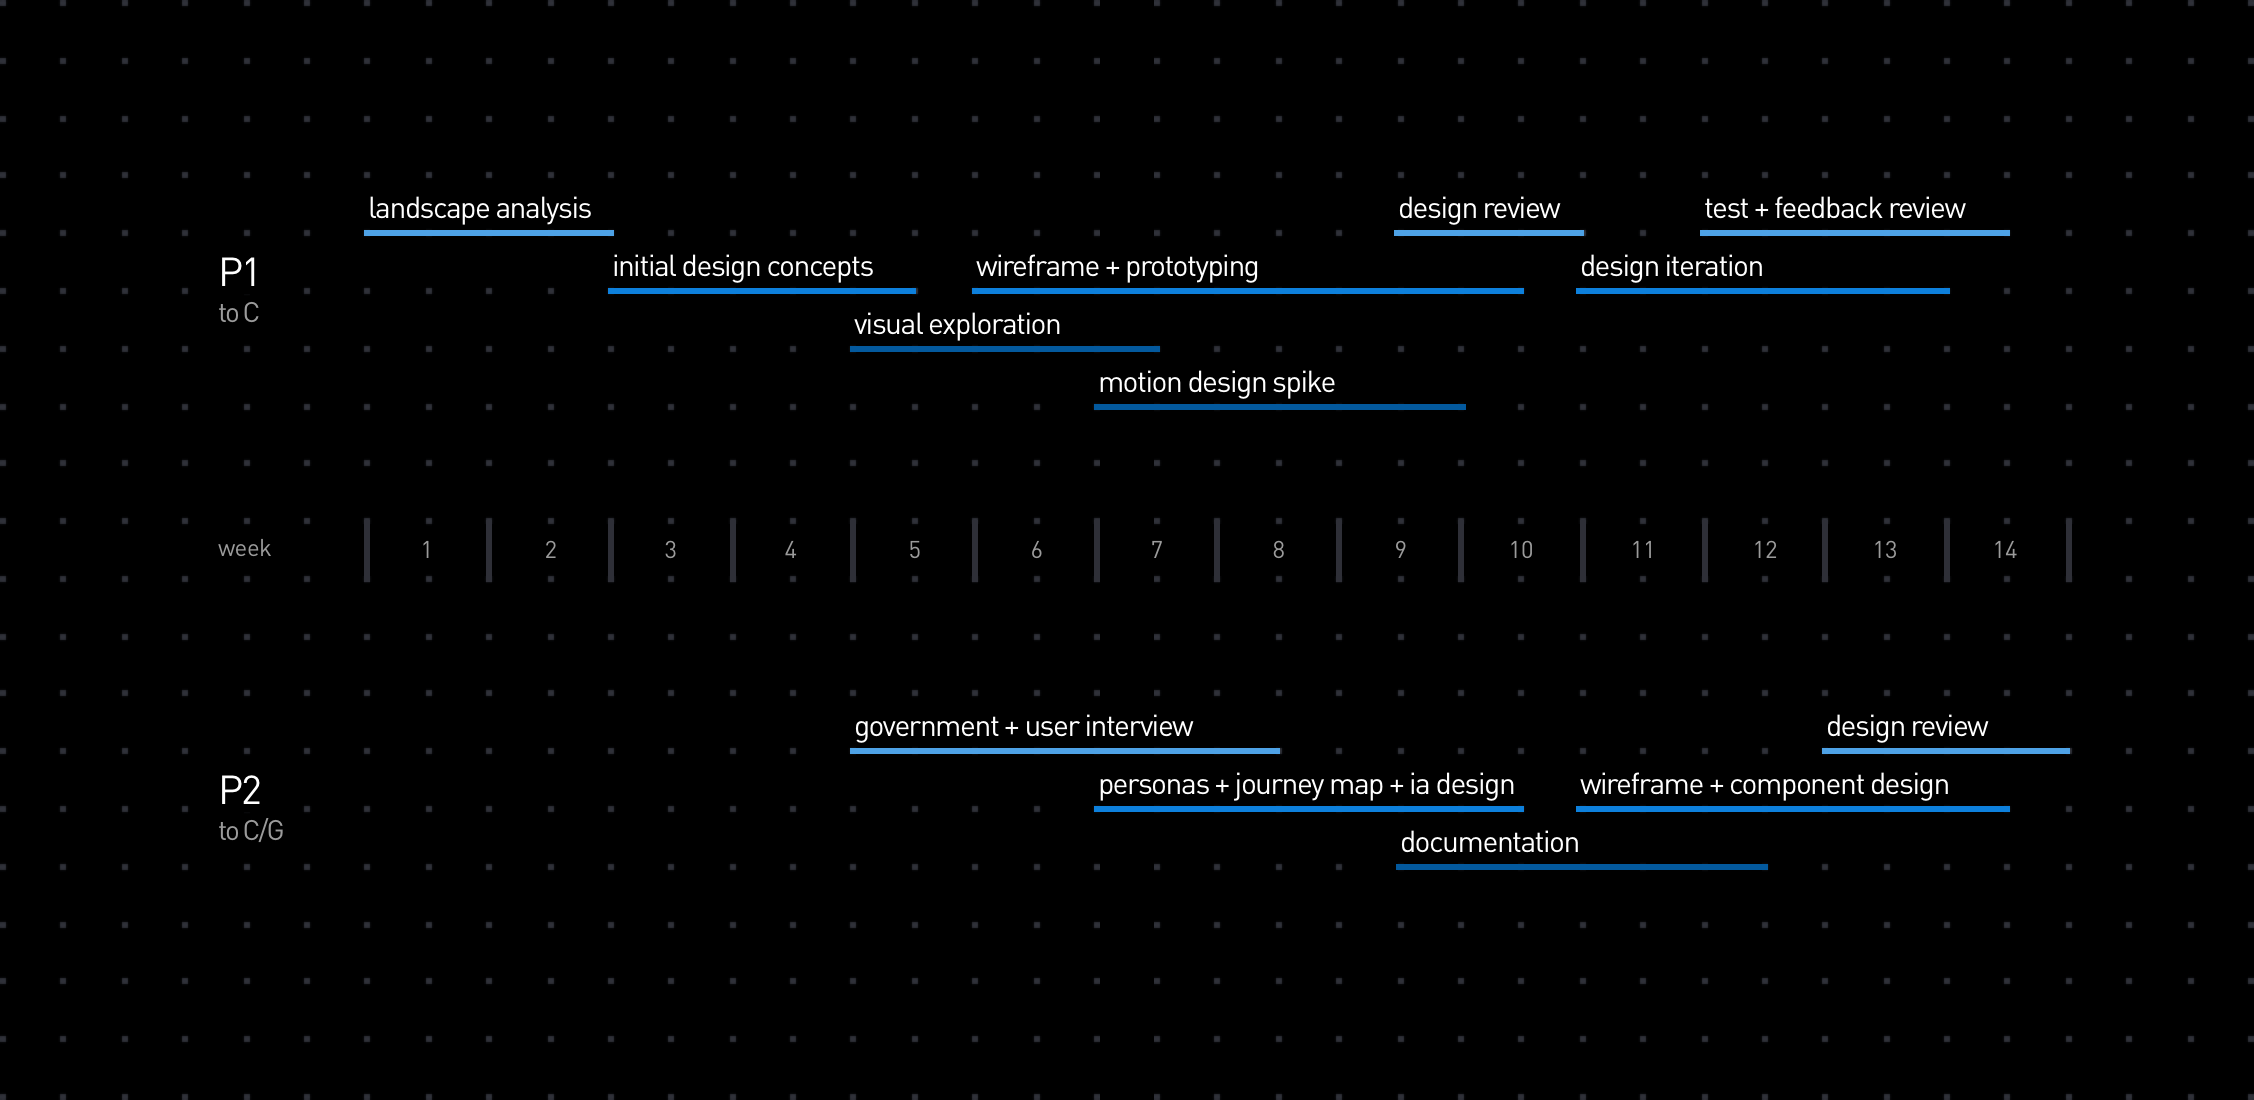 landscape analysis
design review
test + feedback review
P1
to C
initial design concepts
wireframe + prototyping
design iteration
visual exploration
motion design spike
week 1 2 3 4 5 6 7 8 9 10 11 12 13 14
government + user interview
design review
P2
to C/G
personas + journey map + ia design
wireframe + component design
documentation